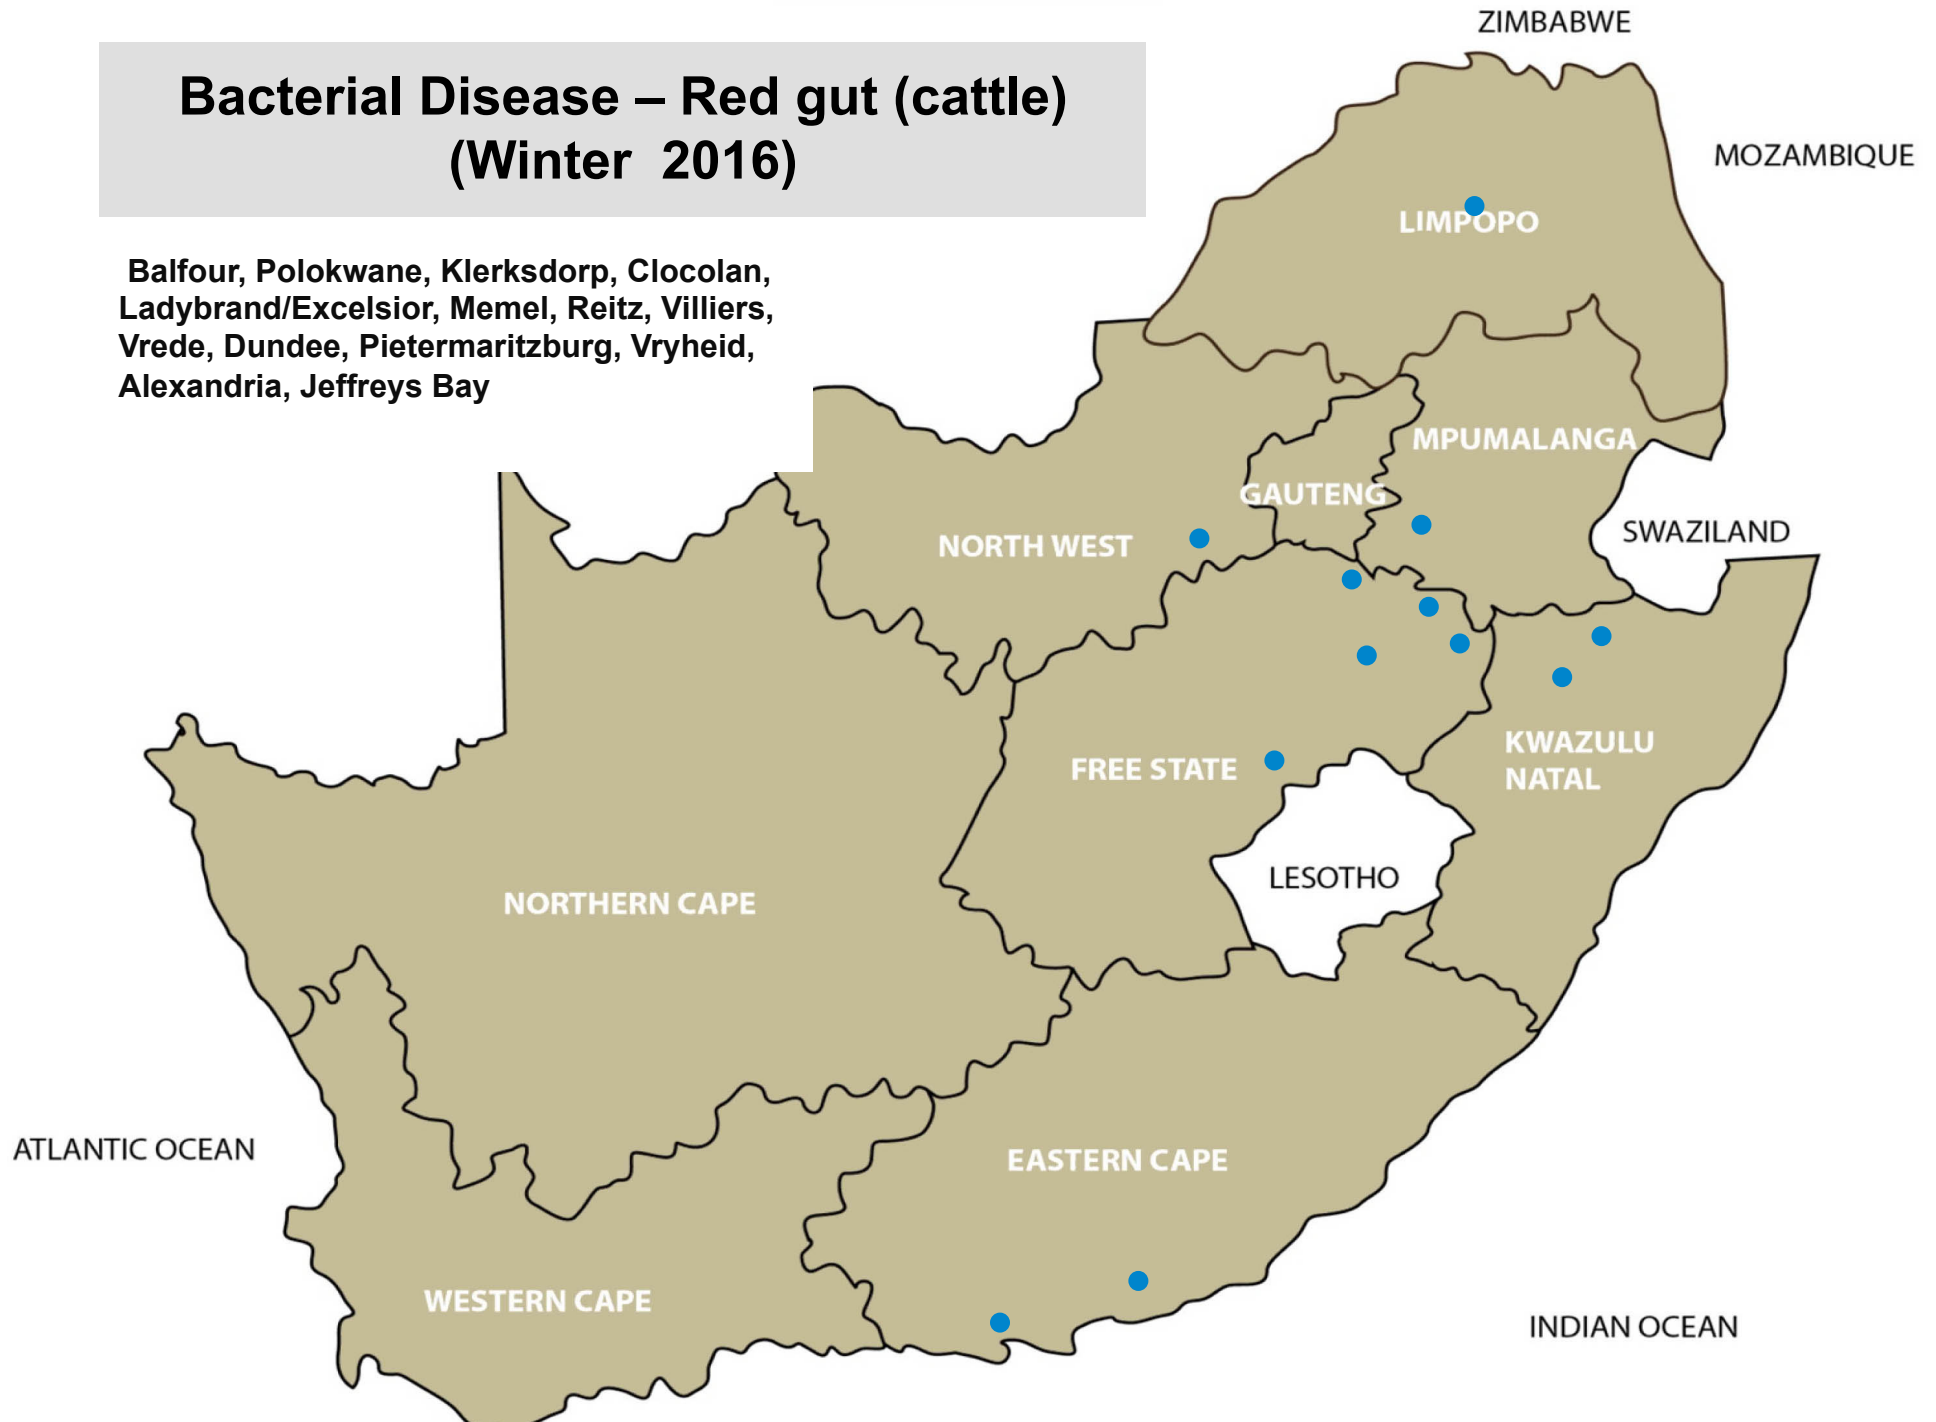 Bacterial Disease – Red gut (cattle)
(Winter  2016)
Balfour, Polokwane, Klerksdorp, Clocolan,
Ladybrand/Excelsior, Memel, Reitz, Villiers,
Vrede, Dundee, Pietermaritzburg, Vryheid,
Alexandria, Jeffreys Bay
ZIMBABWE
MOZAMBIQUE
LIMPOPO
MPUMALANGA
GAUTENG
SWAZILAND
NORTH WEST
KWAZULU
NATAL
FREE STATE
LESOTHO
NORTHERN CAPE
ATLANTIC OCEAN
EASTERN CAPE
WESTERN CAPE
INDIAN OCEAN